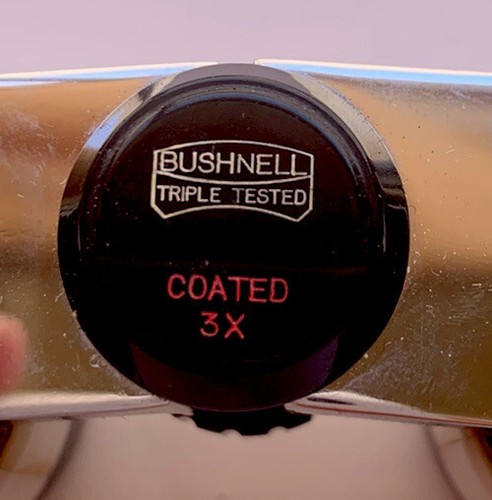 BUSHNELL
TRIPLE TESTED
COATED
3X